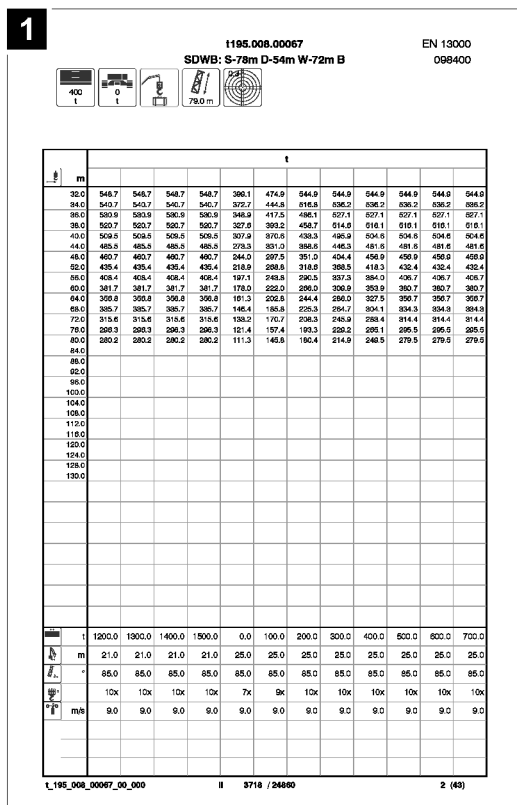 1
t195.008.00067 EN 13000
SDWB: S-78m D-54m W-72m B 098400
400 t 0 t 79.0 m 0.3
t
m
32.0 548.7 548.7 548.7 548.7 399.1 474.9 544.9 544.9 544.9 544.9 544.9 544.9
34.0 540.7 540.7 540.7 540.7 372.7 444.8 516.8 536.2 536.2 536.2 536.2 536.2
36.0 530.9 530.9 530.9 530.9 348.9 417.5 486.1 527.1 527.1 527.1 527.1 527.1
38.0 520.7 520.7 520.7 520.7 327.6 393.2 458.7 514.6 516.1 516.1 516.1 516.1
40.0 509.5 509.5 509.5 509.5 307.9 370.6 433.3 495.9 504.6 504.6 504.6 504.6
44.0 485.5 485.5 485.5 485.5 273.3 331.0 388.6 446.3 481.6 481.6 481.6 481.6
48.0 460.7 460.7 460.7 460.7 244.0 297.5 351.0 404.4 456.9 456.9 456.9 456.9
52.0 435.4 435.4 435.4 435.4 218.9 268.8 318.6 368.5 418.3 432.4 432.4 432.4
56.0 408.4 408.4 408.4 408.4 197.1 243.8 290.5 337.3 384.0 406.7 406.7 406.7
60.0 381.7 381.7 381.7 381.7 178.0 222.0 266.0 309.9 353.9 380.7 380.7 380.7
64.0 356.8 356.8 356.8 356.8 161.3 202.8 244.4 286.0 327.5 356.7 356.7 356.7
68.0 335.7 335.7 335.7 335.7 146.4 185.8 225.3 264.7 304.1 334.3 334.3 334.3
72.0 315.6 315.6 315.6 315.6 133.2 170.7 208.3 245.9 283.4 314.4 314.4 314.4
76.0 296.3 296.3 296.3 296.3 121.4 157.4 193.3 229.2 265.1 295.5 295.5 295.5
80.0 280.2 280.2 280.2 280.2 111.3 145.8 180.4 214.9 249.5 279.5 279.5 279.5
84.0
88.0
92.0
96.0
100.0
104.0
108.0
112.0
116.0
120.0
124.0
128.0
130.0
t 1200.0 1300.0 1400.0 1500.0 0.0 100.0 200.0 300.0 400.0 500.0 600.0 700.0
m 21.0 21.0 21.0 21.0 25.0 25.0 25.0 25.0 25.0 25.0 25.0 25.0
° 85.0 85.0 85.0 85.0 85.0 85.0 85.0 85.0 85.0 85.0 85.0 85.0
10x 10x 10x 10x 7x 9x 10x 10x 10x 10x 10x 10x
m/s 9.0 9.0 9.0 9.0 9.0 9.0 9.0 9.0 9.0 9.0 9.0 9.0
t_195_008_00067_00_000 II 3718 / 24860 2 (43)